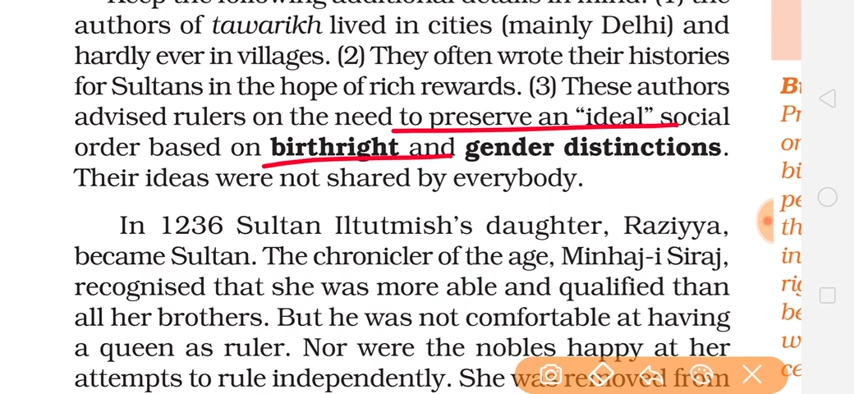 authors of tawarikh lived in cities (mainly Delhi) and
hardly ever in villages. (2) They often wrote their histories
for Sultans in the hope of rich rewards. (3) These authors
advised rulers on the need to preserve an “ideal” social
order based on birthright and gender distinctions.
Their ideas were not shared by everybody.
In 1236 Sultan Iltutmish’s daughter, Raziyya,
became Sultan. The chronicler of the age, Minhaj-i Siraj,
recognised that she was more able and qualified than
all her brothers. But he was not comfortable at having
a queen as ruler. Nor were the nobles happy at her
attempts to rule independently. She was removed from